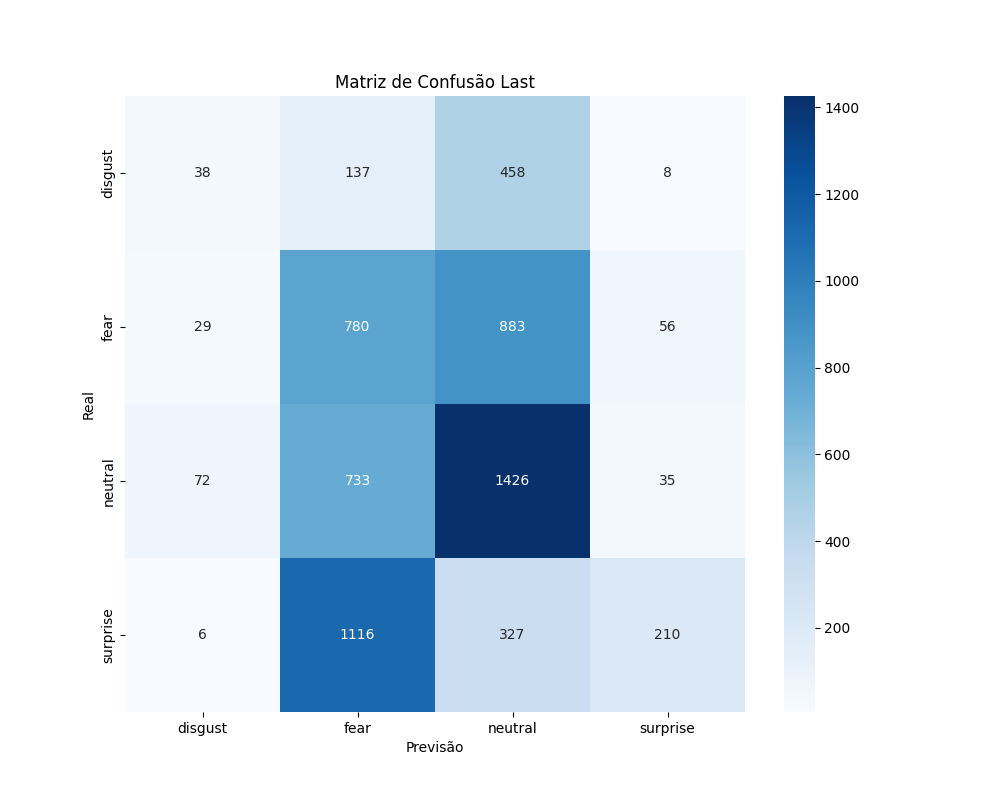 Matriz de Confusão Last
Real
disgust 38 137 458 8
fear 29 780 883 56
neutral 72 733 1426 35
surprise 6 1116 327 210
disgust fear neutral surprise
Previsão
1400
1200
1000
800
600
400
200